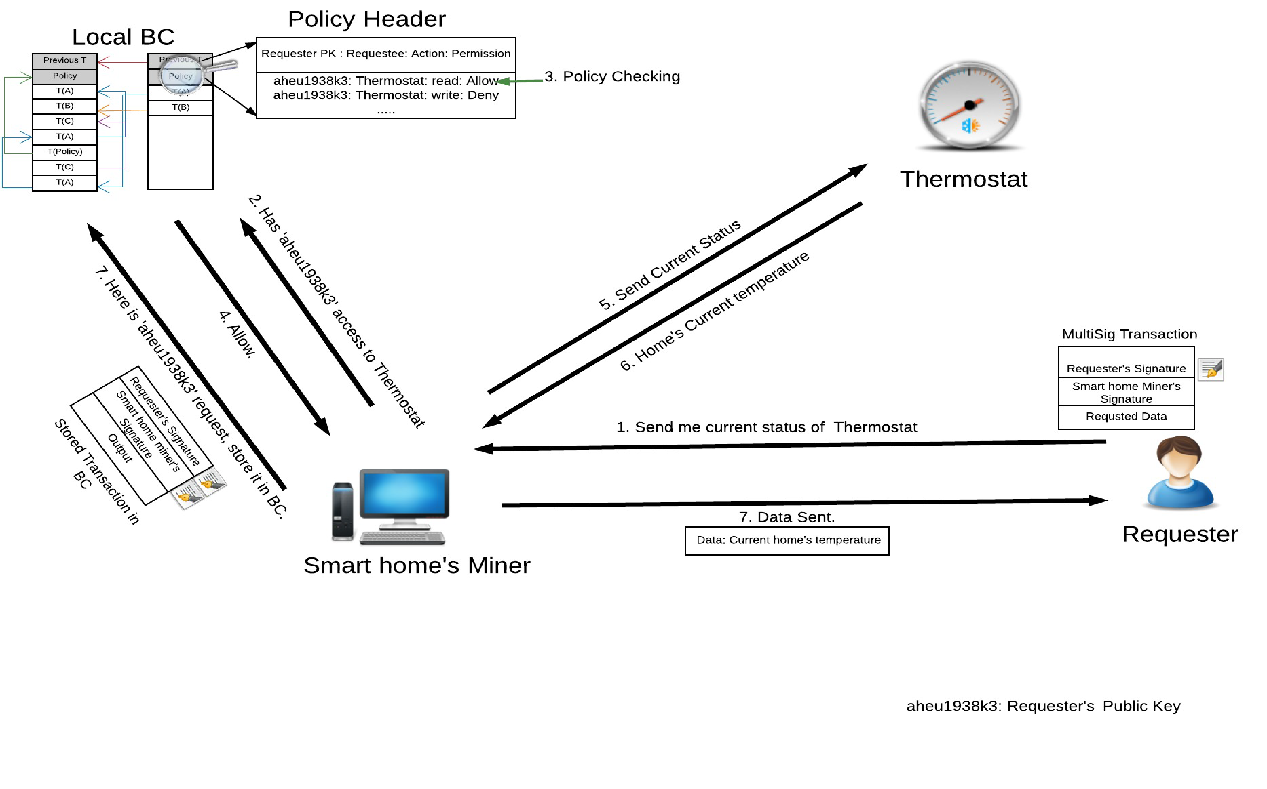 Policy Header
Local BC
Previous T
Policy
T(A)
T(B)
T(C)
T(A)
T(Policy)
T(C)
T(A)
Previous T
Policy
T(A)
T(B)
Requester PK : Requestee: Action: Permission
aheu1938k3: Thermostat: read: Allow
aheu1938k3: Thermostat: write: Deny
.....
3. Policy Checking
Thermostat
2. Has 'aheu1938k3' access to Thermostat
4. Allow.
7. Here is 'aheu1938k3' request, store it in BC.
5. Send Current Status
6. Home's Current temperature
MultiSig Transaction
Requester's Signature
Smart home Miner's
Signature
Requsted Data
1. Send me current status of Thermostat
Requester's Signature
Smart home miner's
Signature
Output
Stored Transaction in
BC
7. Data Sent.
Data: Current home's temperature
Requester
Smart home's Miner
aheu1938k3: Requester's Public Key